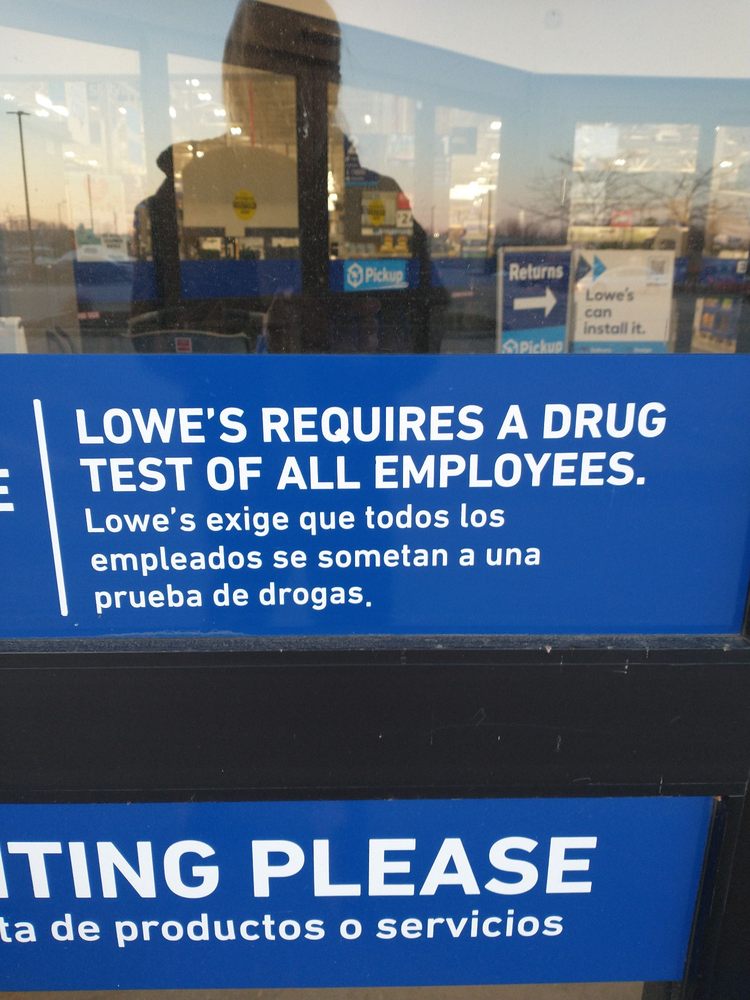 Pickup
Returns
Lowe's
can
install it.
Pickup
E
LOWE'S REQUIRES A DRUG
TEST OF ALL EMPLOYEES.
Lowe's exige que todos los
empleados se sometan a una
prueba de drogas.
ITING PLEASE
ta de productos o servicios